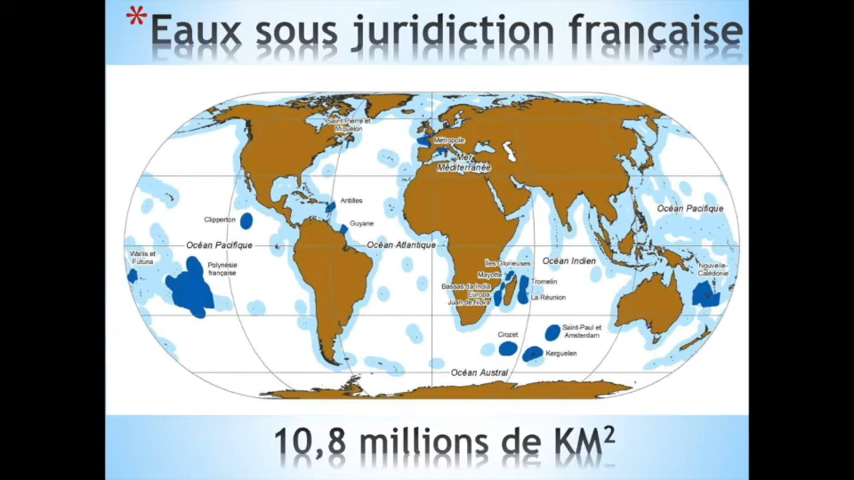 *Eaux sous juridiction française
Saint-Pierre et
Miquelon
Métropole
Mer
Méditerranée
Antilles
Clipperton
Guyane
Océan Pacifique
Océan Pacifique
Océan Atlantique
Wallis et
Futuna
Polynésie
française
Océan Indien
Iles Glorieuses
Mayotte
Tromelin
Bassas da India
Europa
Juan de Nova
La Réunion
Nouvelle-
Calédonie
Crozet
Saint-Paul et
Amsterdam
Kerguelen
Océan Austral
10,8 millions de KM²